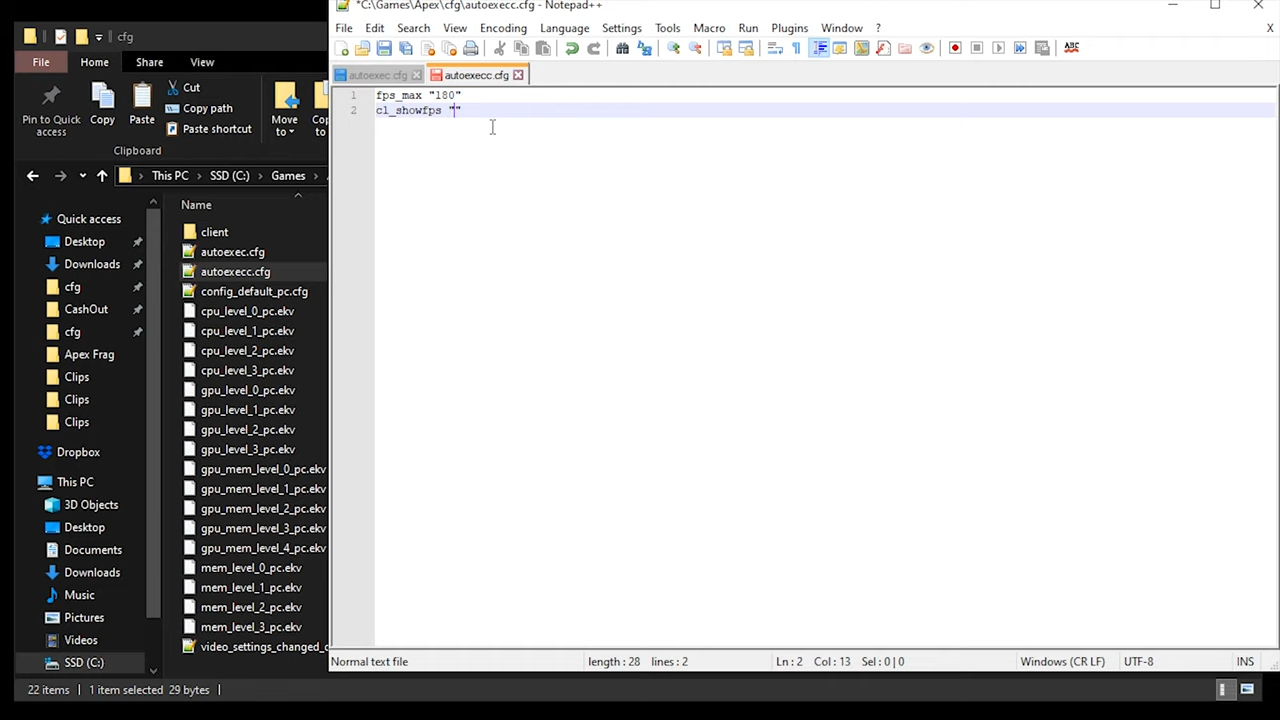 *C:\Games\Apex\cfg\autoexecc.cfg - Notepad++
cfg
File Home Share View
Pin to Quick access
Copy
Paste
Cut
Copy path
Paste shortcut
Move to
Clipboard
This PC SSD (C:) Games
Name
Quick access
Desktop
Downloads
cfg
CashOut
cfg
Apex Frag
Clips
Clips
Clips
Dropbox
This PC
3D Objects
Desktop
Documents
Downloads
Music
Pictures
Videos
SSD (C:)
client
autoexec.cfg
autoexecc.cfg
config_default_pc.cfg
cpu_level_0_pc.ekv
cpu_level_1_pc.ekv
cpu_level_2_pc.ekv
cpu_level_3_pc.ekv
gpu_level_0_pc.ekv
gpu_level_1_pc.ekv
gpu_level_2_pc.ekv
gpu_level_3_pc.ekv
gpu_mem_level_0_pc.ekv
gpu_mem_level_1_pc.ekv
gpu_mem_level_2_pc.ekv
gpu_mem_level_3_pc.ekv
gpu_mem_level_4_pc.ekv
mem_level_0_pc.ekv
mem_level_1_pc.ekv
mem_level_2_pc.ekv
mem_level_3_pc.ekv
video_settings_changed_
22 items 1 item selected 29 bytes
File Edit Search View Encoding Language Settings Tools Macro Run Plugins Window ? X
ABC
autoexec.cfg autoexecc.cfg
1 fps_max "180"
2 cl_showfps ""
Normal text file length : 28 lines : 2 Ln : 2 Col : 13 Sel : 0 | 0 Windows (CR LF) UTF-8 INS